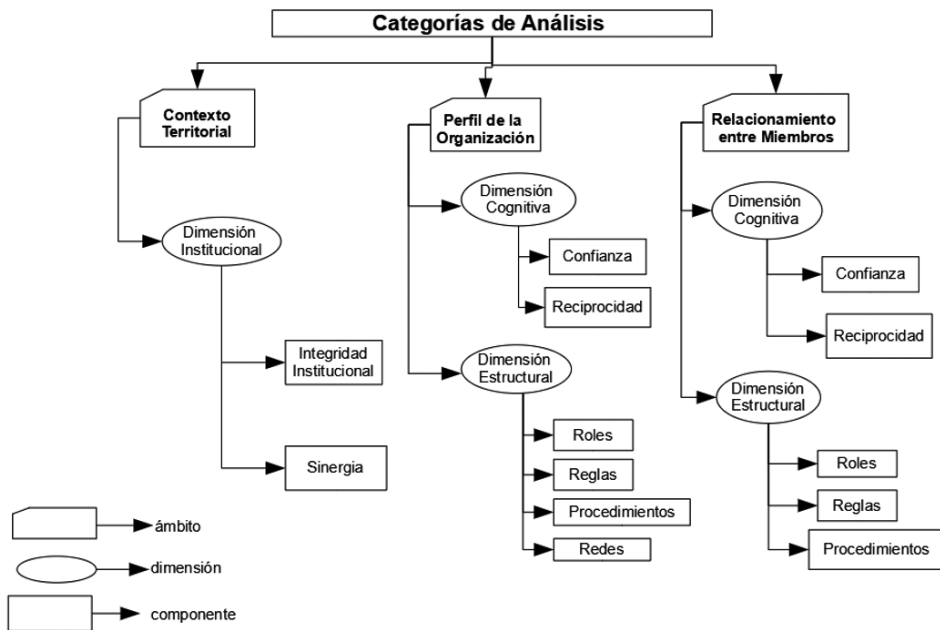 Categorías de Análisis
Contexto
Territorial
Dimensión
Institucional
Integridad
Institucional
Sinergia
Perfil de la
Organización
Dimensión
Cognitiva
Confianza
Reciprocidad
Dimensión
Estructural
Roles
Reglas
Procedimientos
Redes
Relacionamiento
entre Miembros
Dimensión
Cognitiva
Confianza
Reciprocidad
Dimensión
Estructural
Roles
Reglas
Procedimientos
ámbito
dimensión
componente